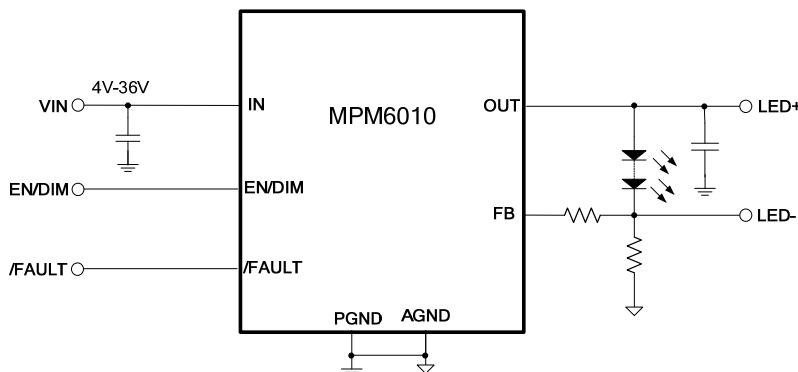 4V-36V
VIN
IN
MPM6010
OUT
LED+
EN/DIM
EN/DIM
FB
LED-
/FAULT
/FAULT
PGND
AGND